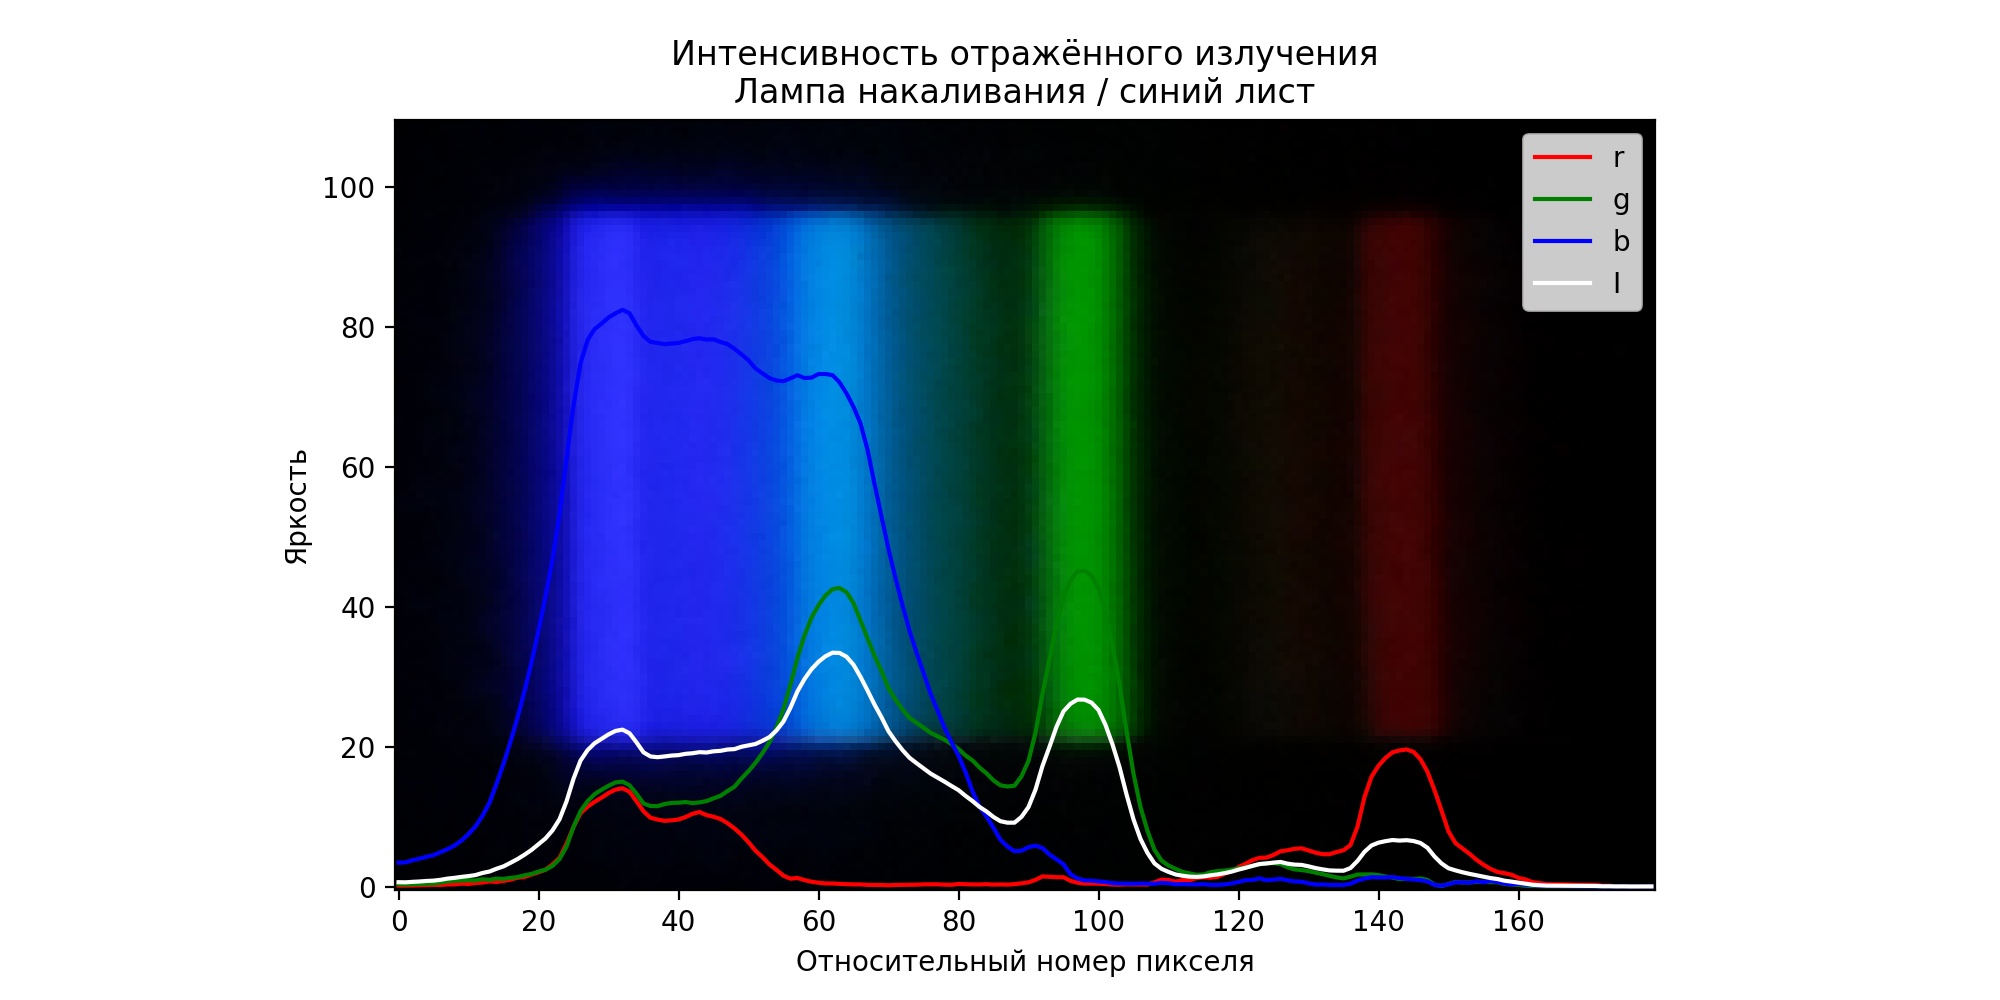 Интенсивность отражённого излучения
Лампа накаливания / синий лист
r
g
b
l
100
80
60
40
20
0
Яркость
0 20 40 60 80 100 120 140 160
Относительный номер пикселя